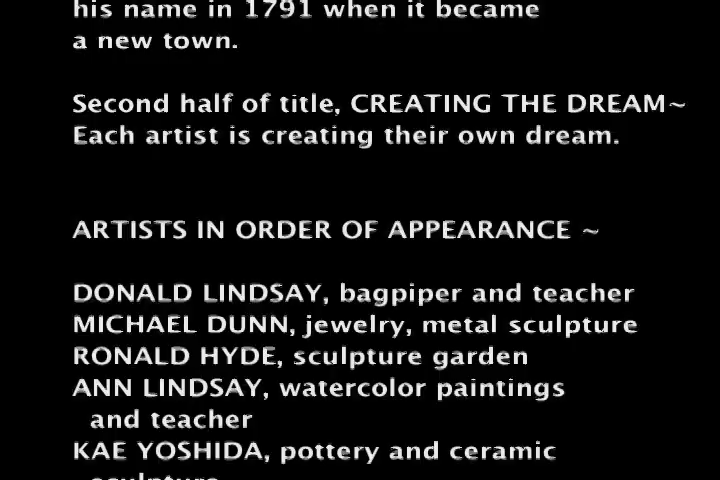 his name in 1791 when it became
a new town.
Second half of title, CREATING THE DREAM~
Each artist is creating their own dream.
ARTISTS IN ORDER OF APPEARANCE ~
DONALD LINDSAY, bagpiper and teacher
MICHAEL DUNN, jewelry, metal sculpture
RONALD HYDE, sculpture garden
ANN LINDSAY, watercolor paintings
and teacher
KAE YOSHIDA, pottery and ceramic
sculpture